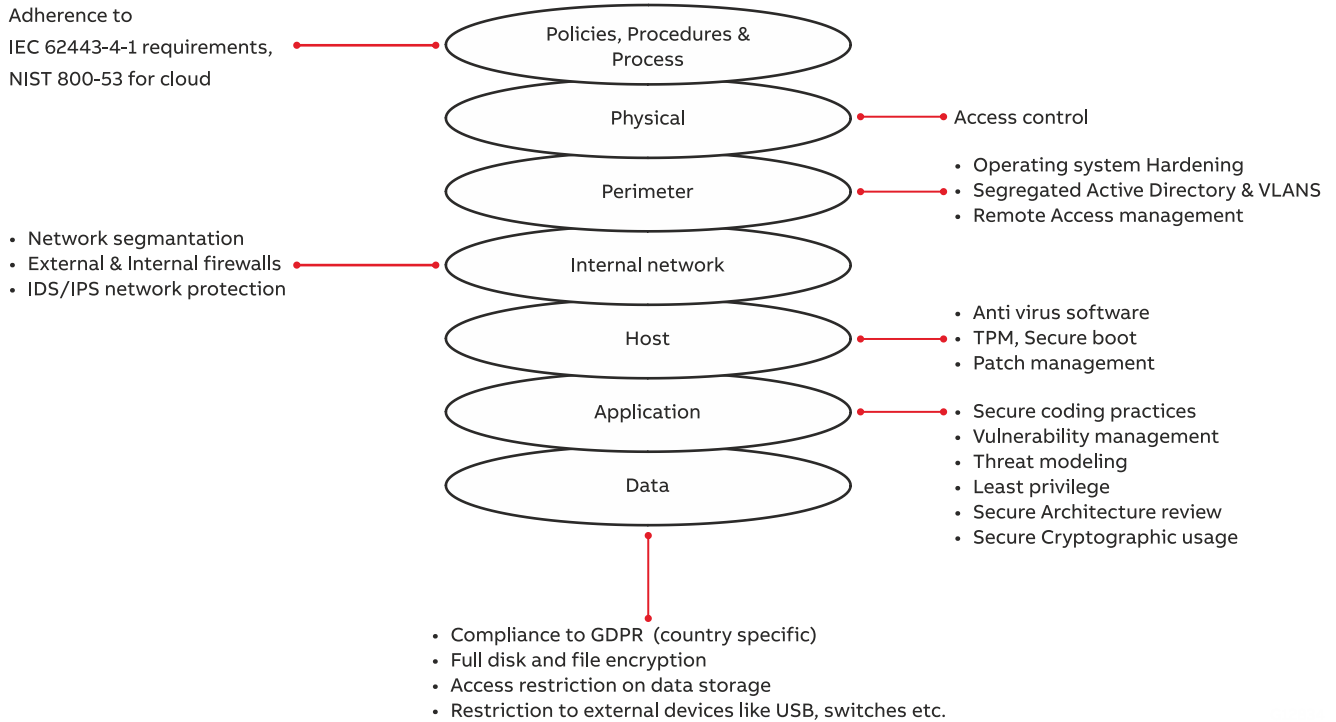 Adherence to
IEC 62443-4-1 requirements,
NIST 800-53 for cloud
Policies, Procedures &
Process
Physical
Access control
Perimeter
• Operating system Hardening
• Segregated Active Directory & VLANS
• Remote Access management
• Network segmantation
• External & Internal firewalls
• IDS/IPS network protection
Internal network
Host
• Anti virus software
• TPM, Secure boot
• Patch management
Application
• Secure coding practices
• Vulnerability management
• Threat modeling
• Least privilege
• Secure Architecture review
• Secure Cryptographic usage
Data
• Compliance to GDPR (country specific)
• Full disk and file encryption
• Access restriction on data storage
• Restriction to external devices like USB, switches etc.